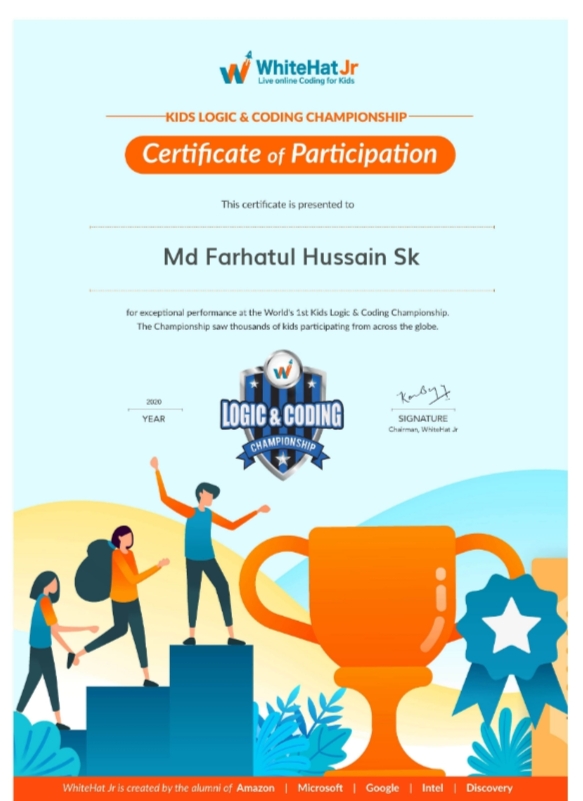 WhiteHat Jr
Live online Coding for Kids
KIDS LOGIC & CODING CHAMPIONSHIP
Certificate of Participation
This certificate is presented to
Md Farhatul Hussain Sk
for exceptional performance at the World's 1st Kids Logic & Coding Championship.
The Championship saw thousands of kids participating from across the globe.
W
LOGIC & CODING
CHAMPIONSHIP
2020
YEAR
SIGNATURE
Chairman, WhiteHat Jr
WhiteHat Jr is created by the alumni of Amazon | Microsoft | Google | Intel | Discovery